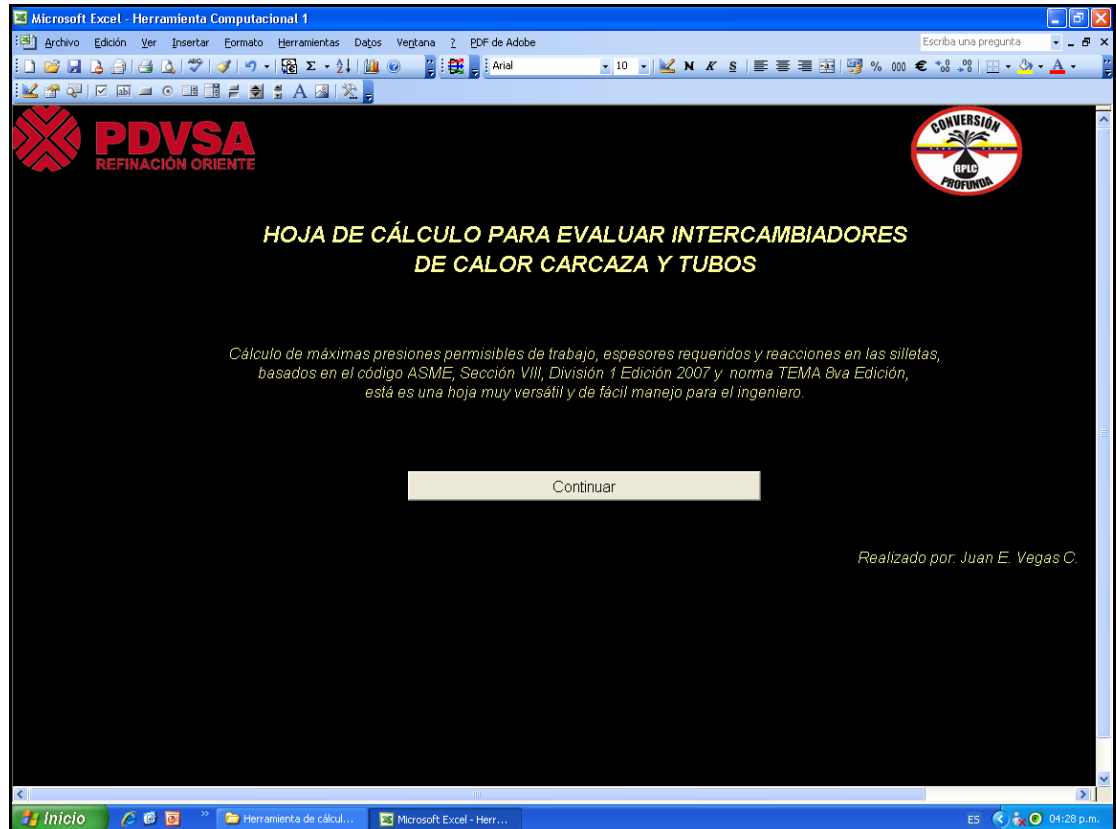 Microsoft Excel - Herramienta Computacional 1
Archivo Edición Ver Insertar Formato Herramientas Datos Ventana ? PDF de Adobe Escriba una pregunta
Arial 10 N K S % 000 €
PDVSA
REFINACIÓN ORIENTE
CONVERSIÓN
RPLC
PROFUNDA
HOJA DE CÁLCULO PARA EVALUAR INTERCAMBIADORES
DE CALOR CARCAZA Y TUBOS
Cálculo de máximas presiones permisibles de trabajo, espesores requeridos y reacciones en las silletas,
basados en el código ASME, Sección VIII, División 1 Edición 2007 y norma TEMA 8va Edición,
está es una hoja muy versátil y de fácil manejo para el ingeniero.
Continuar
Realizado por: Juan E. Vegas C.
Inicio Herramienta de cálcul... Microsoft Excel - Herr... ES 04:28 p.m.